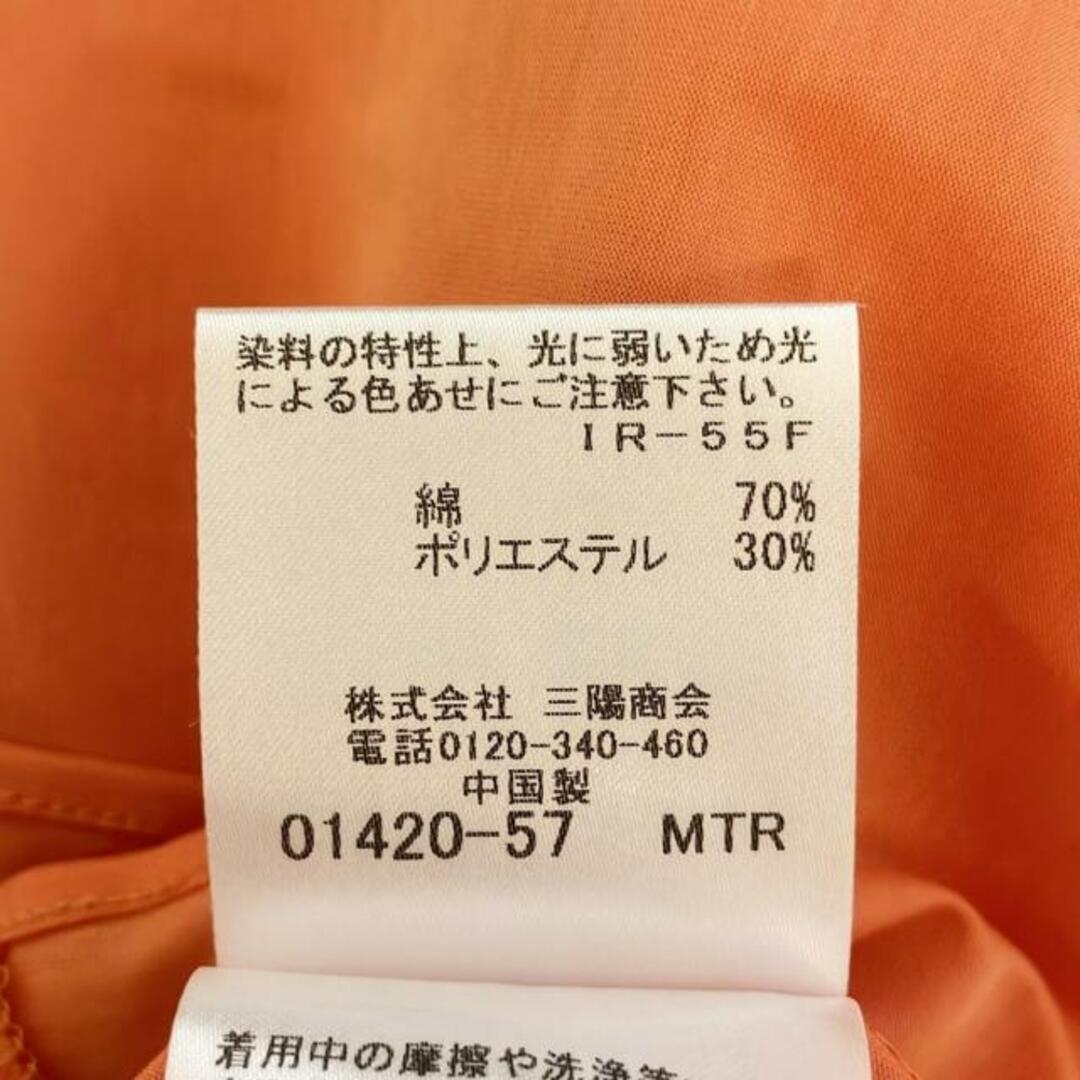 染料の特性上、光に弱いため光
による色あせにご注意下さい。
IR-55F
綿 70%
ポリエステル 30%
株式会社 三陽商会
電話0120-340-460
中国製
01420-57 MTR
着用中の摩擦や洗浄等